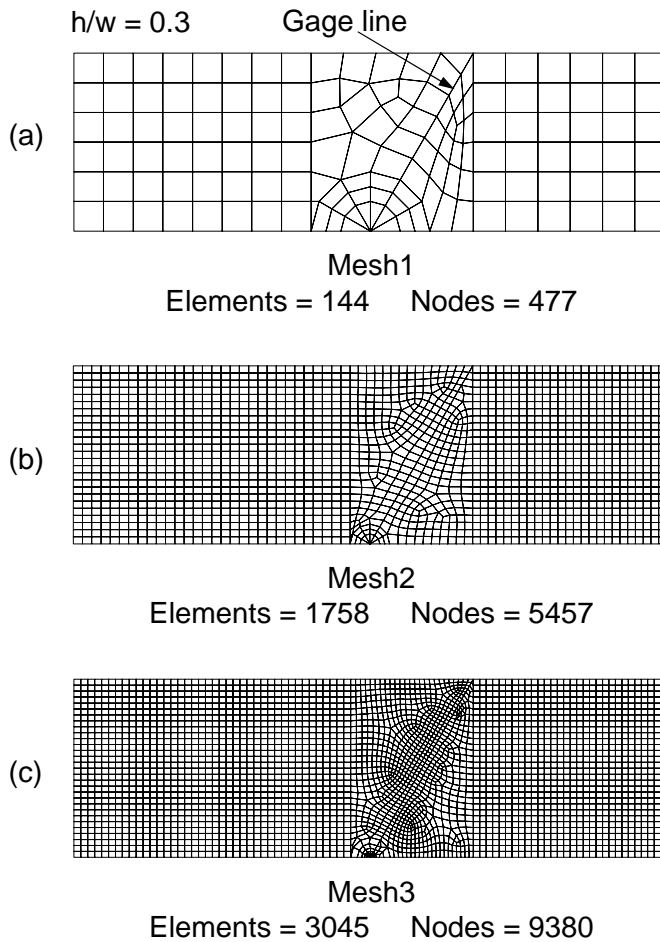 h/w = 0.3
Gage line
(a)
Mesh1
Elements = 144 Nodes = 477
(b)
Mesh2
Elements = 1758 Nodes = 5457
(c)
Mesh3
Elements = 3045 Nodes = 9380